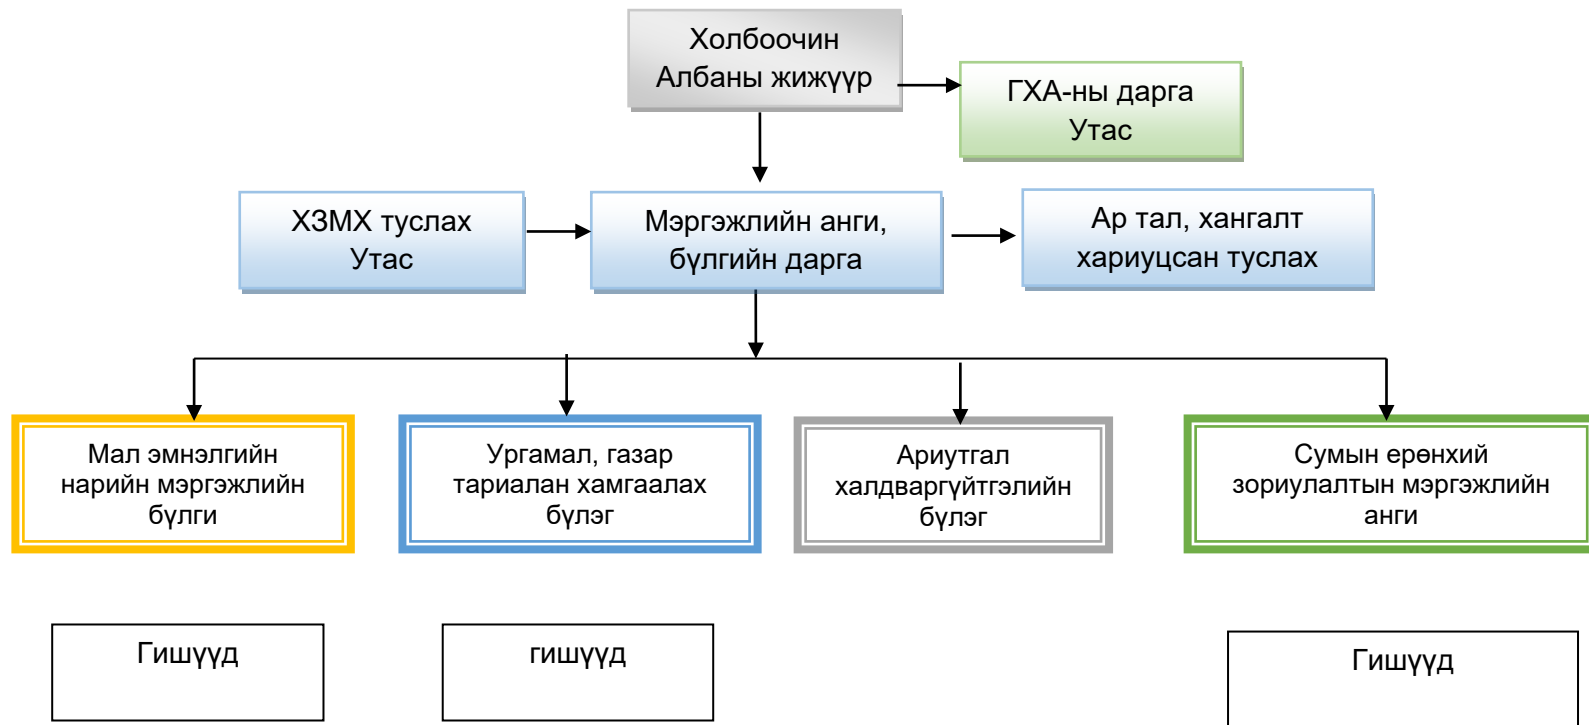 Холбоочин
Албаны жижүүр
ГХА-ны дарга
Утас
ХЗМХ туслах
Утас
Мэргэжлийн анги,
бүлгийн дарга
Ар тал, хангалт
хариуцсан туслах
Мал эмнэлгийн
нарийн мэргэжлийн
бүлги
Ургамал, газар
тариалан хамгаалах
бүлэг
Ариутгал
халдваргүйтгэлийн
бүлэг
Сумын ерөнхий
зориулалтын мэргэжлийн
анги
Гишүүд
гишүүд
Гишүүд